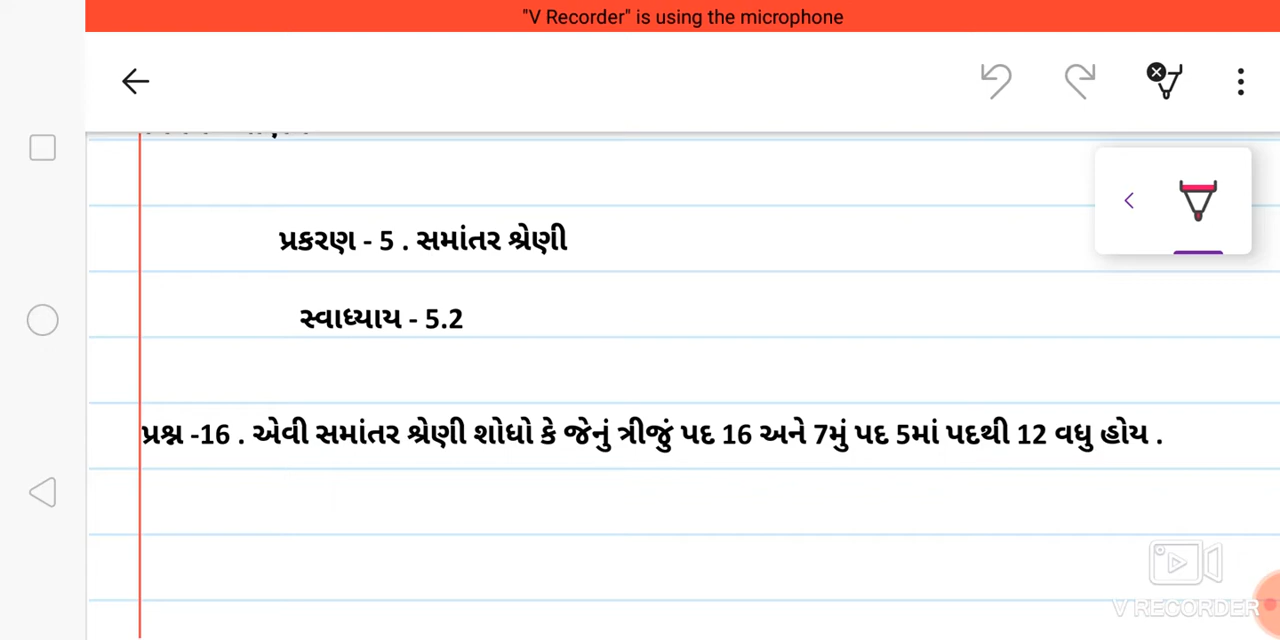 "V Recorder" is using the microphone
પ્રકરણ - 5 . સમાંતર શ્રેણી
સ્વાધ્યાય - 5.2
પ્રશ્ન -16 . એવી સમાંતર શ્રેણી શોધો કે જેનું ત્રીજું પદ 16 અને 7મું પદ 5માં પદથી 12 વધુ હોય .
V RECORDER